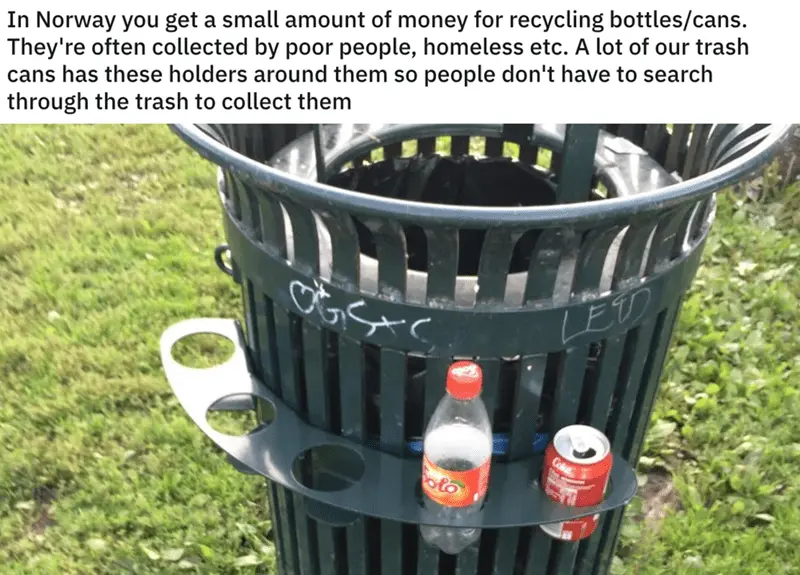 In Norway you get a small amount of money for recycling bottles/cans.
They're often collected by poor people, homeless etc. A lot of our trash
cans has these holders around them so people don't have to search
through the trash to collect them
olo
Coke